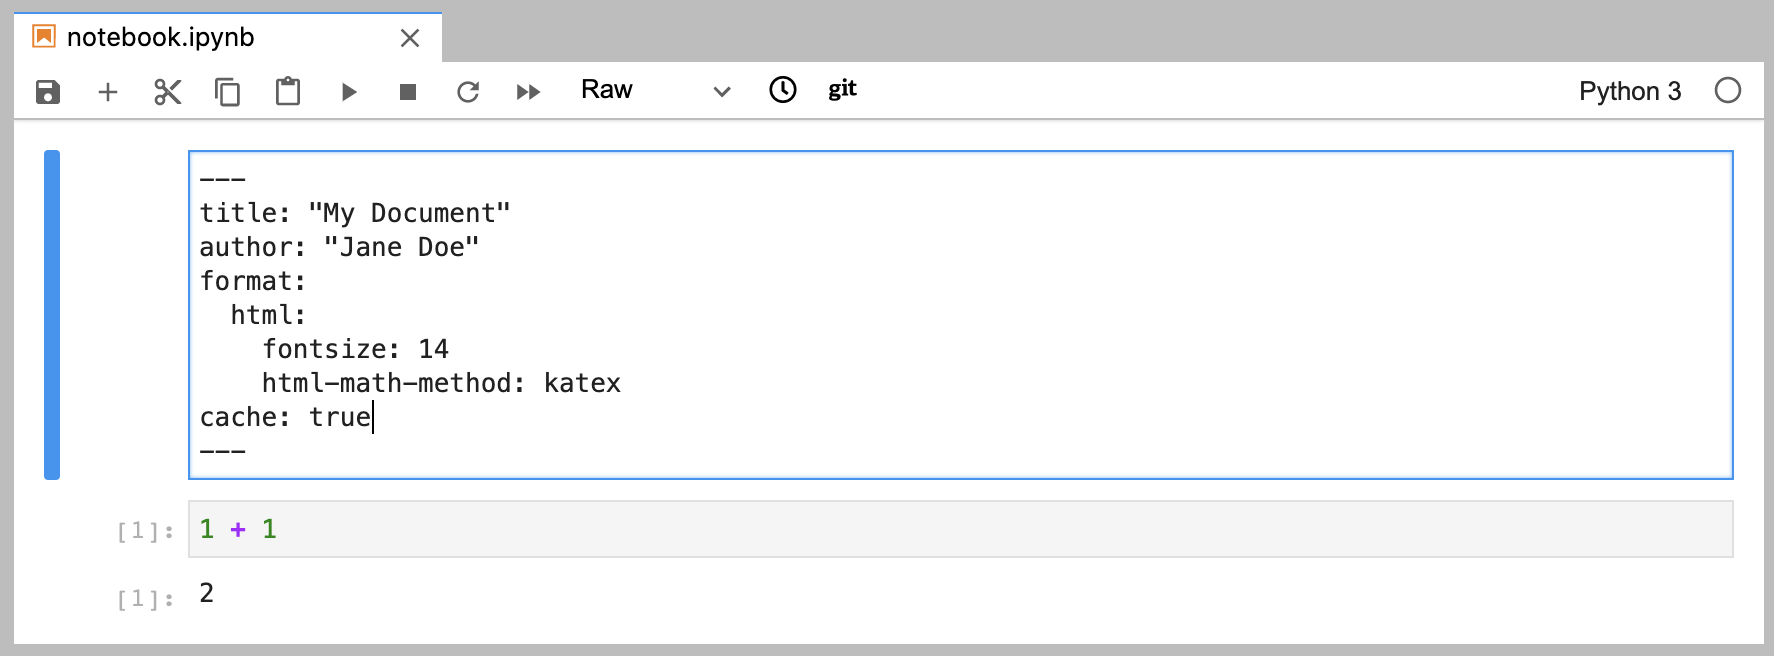 notebook.ipynb
Raw
git
Python 3
---
title: "My Document"
author: "Jane Doe"
format:
  html:
    fontsize: 14
    html-math-method: katex
cache: true
---
[1]: 1 + 1
[1]: 2